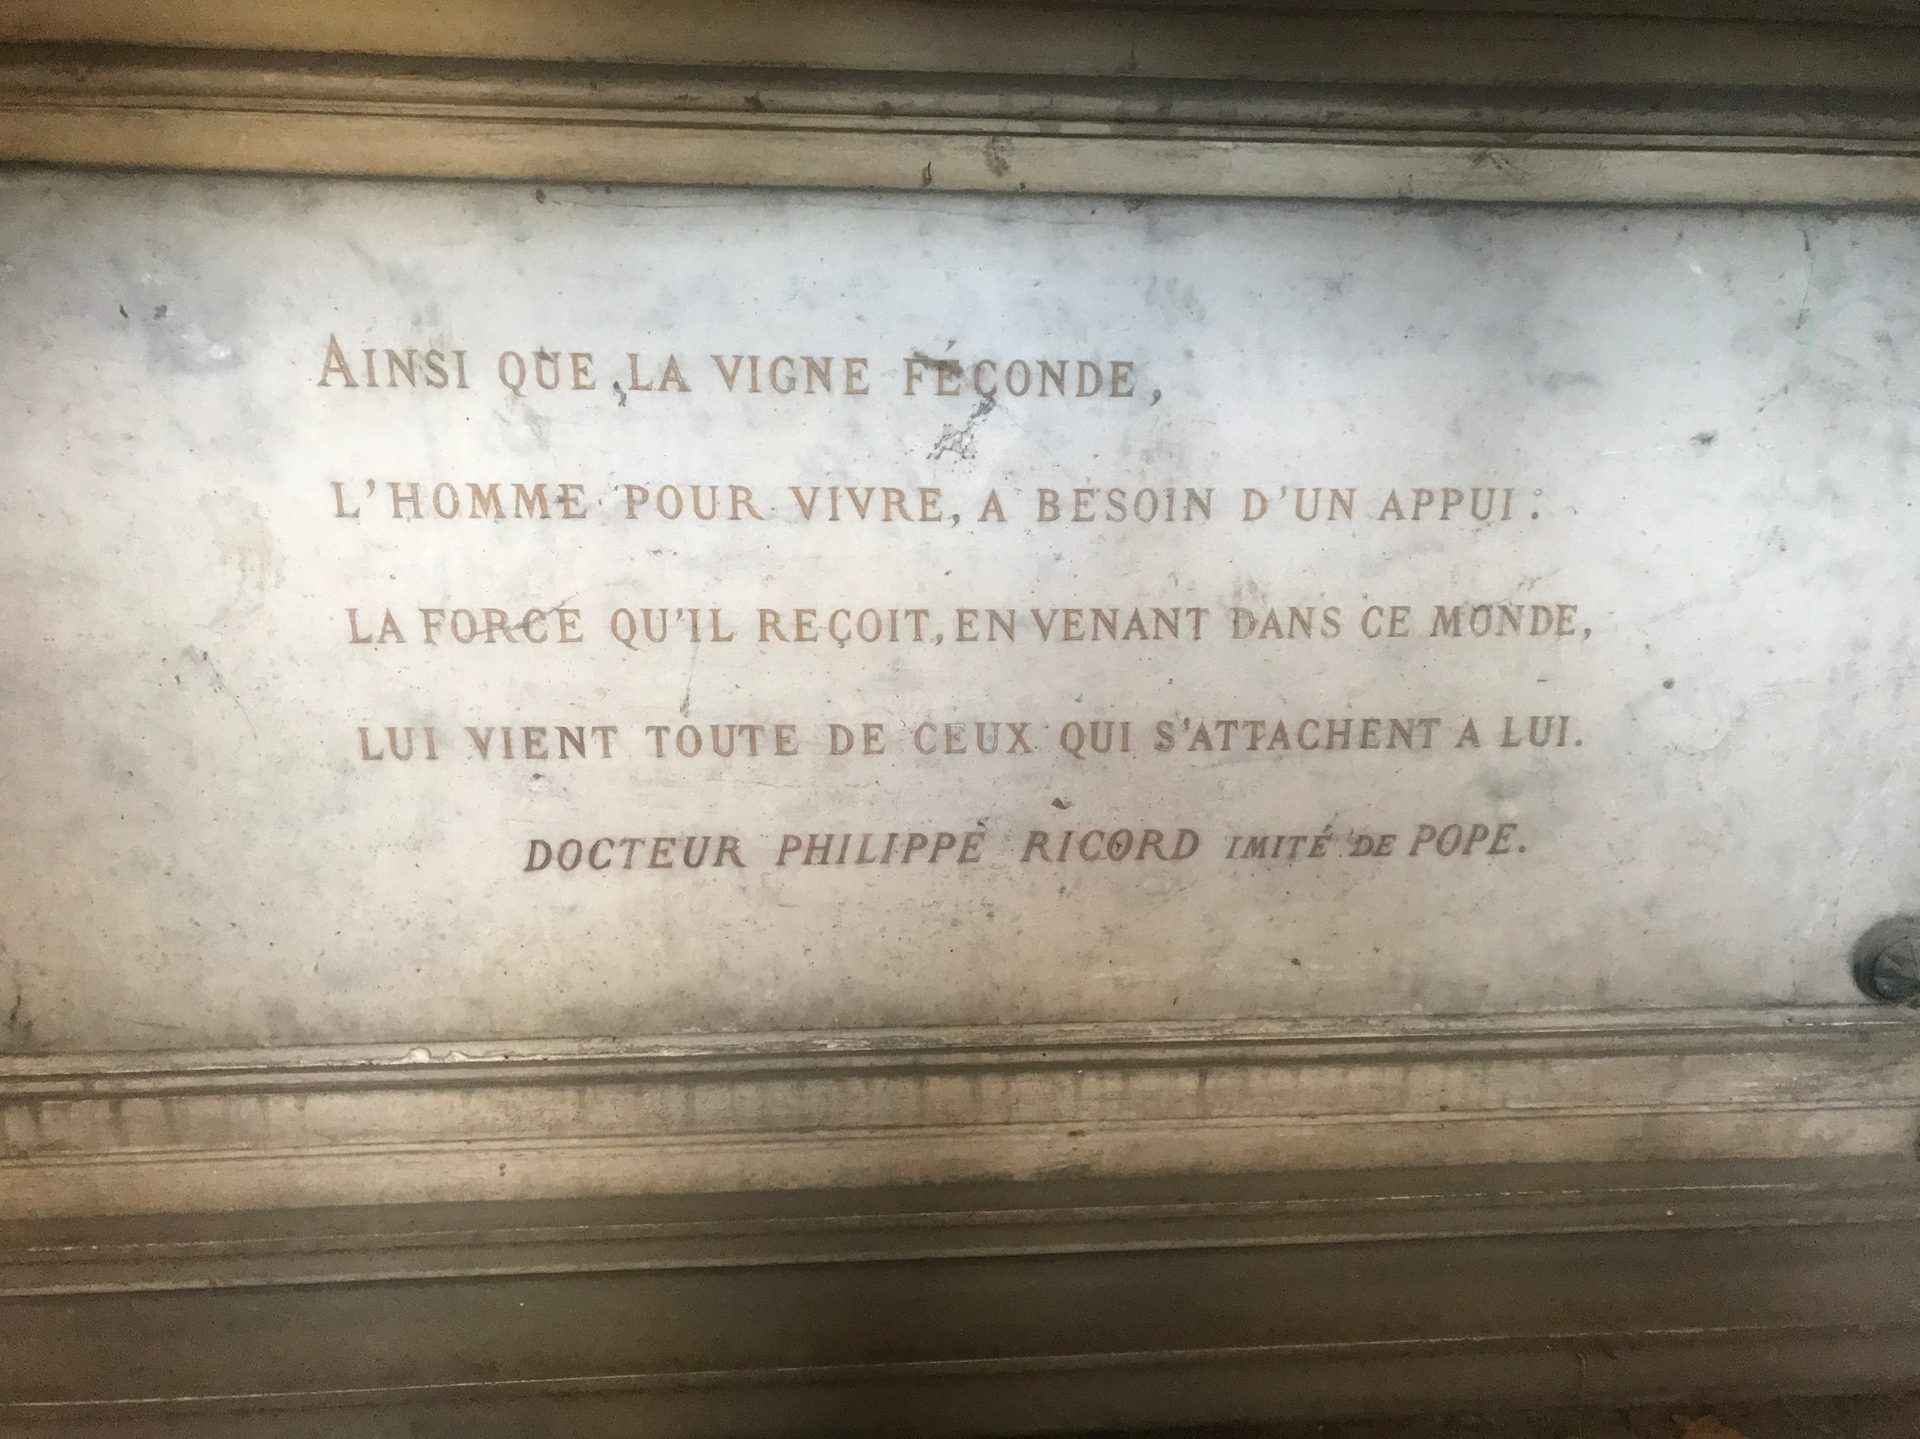 AINSI QUE LA VIGNE FÉCONDE,
L'HOMME POUR VIVRE, A BESOIN D'UN APPUI :
LA FORCE QU'IL REÇOIT, EN VENANT DANS CE MONDE,
LUI VIENT TOUTE DE CEUX QUI S'ATTACHENT A LUI.
DOCTEUR PHILIPPE RICORD IMITÉ DE POPE.